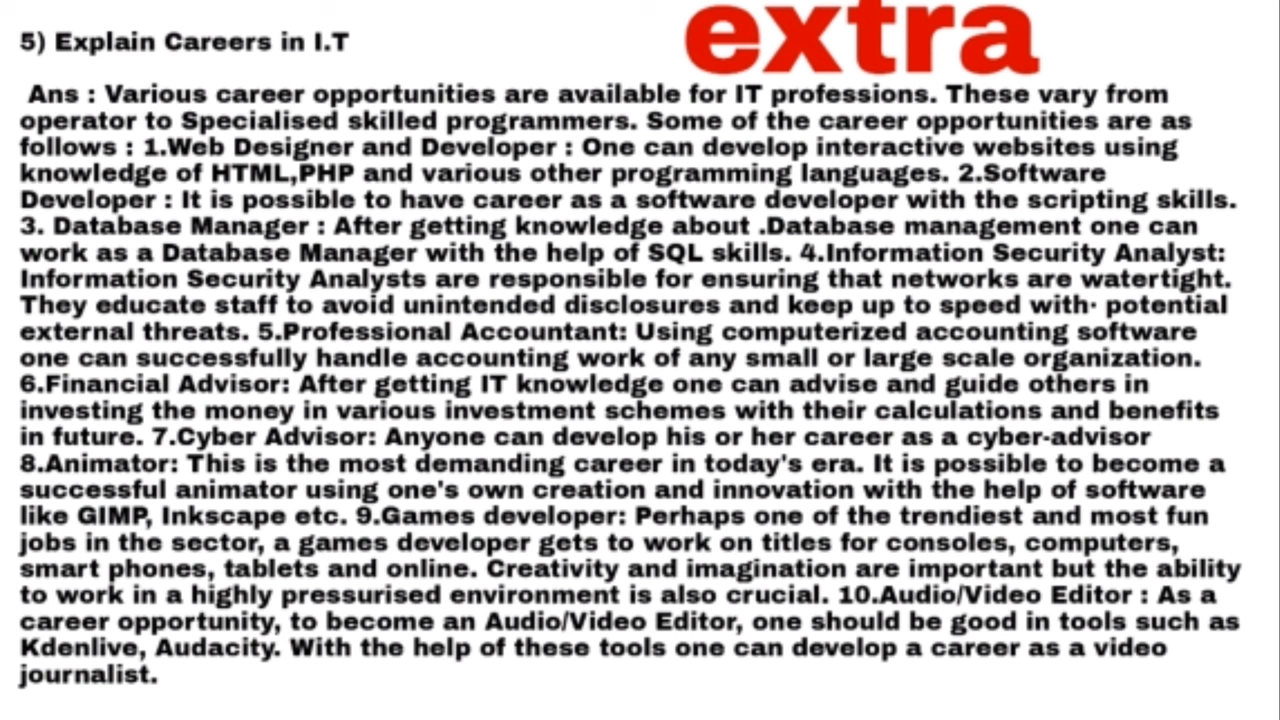 extra
5) Explain Careers in I.T
Ans : Various career opportunities are available for IT professions. These vary from
operator to Specialised skilled programmers. Some of the career opportunities are as
follows : 1.Web Designer and Developer : One can develop interactive websites using
knowledge of HTML,PHP and various other programming languages. 2.Software
Developer : It is possible to have career as a software developer with the scripting skills.
3. Database Manager : After getting knowledge about .Database management one can
work as a Database Manager with the help of SQL skills. 4.Information Security Analyst:
Information Security Analysts are responsible for ensuring that networks are watertight.
They educate staff to avoid unintended disclosures and keep up to speed with· potential
external threats. 5.Professional Accountant: Using computerized accounting software
one can successfully handle accounting work of any small or large scale organization.
6.Financial Advisor: After getting IT knowledge one can advise and guide others in
investing the money in various investment schemes with their calculations and benefits
in future. 7.Cyber Advisor: Anyone can develop his or her career as a cyber-advisor
8.Animator: This is the most demanding career in today's era. It is possible to become a
successful animator using one's own creation and innovation with the help of software
like GIMP, Inkscape etc. 9.Games developer: Perhaps one of the trendiest and most fun
jobs in the sector, a games developer gets to work on titles for consoles, computers,
smart phones, tablets and online. Creativity and imagination are important but the ability
to work in a highly pressurised environment is also crucial. 10.Audio/Video Editor : As a
career opportunity, to become an Audio/Video Editor, one should be good in tools such as
Kdenlive, Audacity. With the help of these tools one can develop a career as a video
journalist.